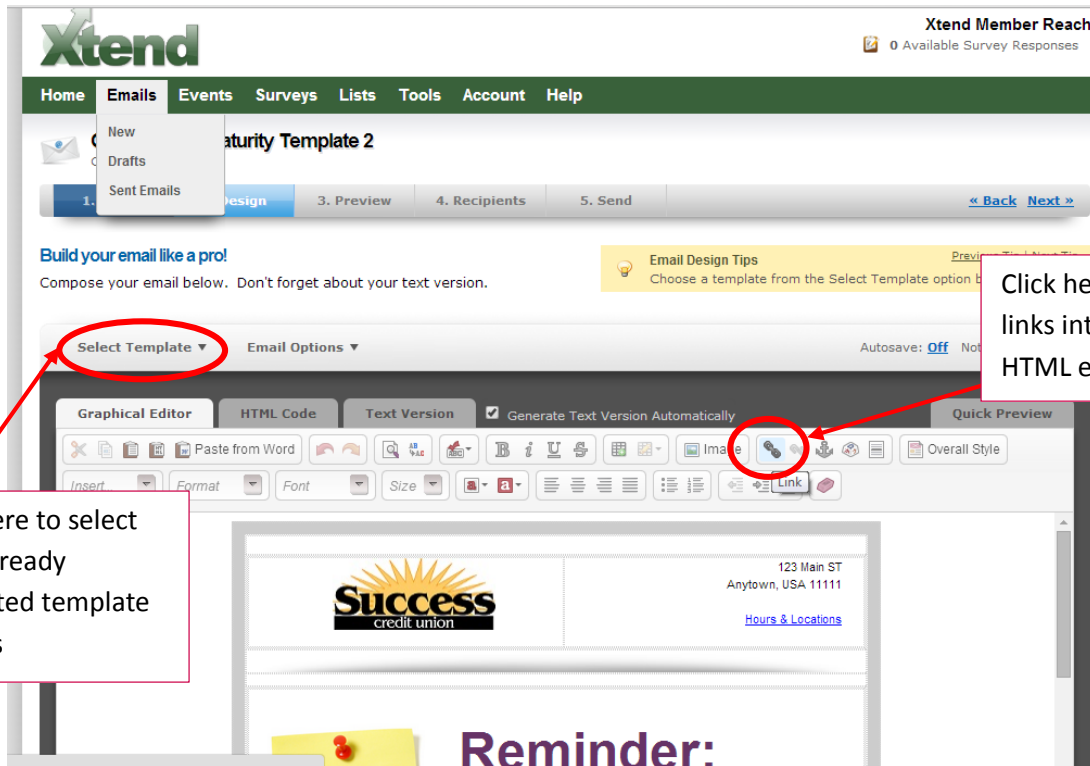 Xtend
Xtend Member Reach
0 Available Survey Responses
Home Emails Events Surveys Lists Tools Account Help
New
Drafts
Sent Emails
aturity Template 2
1. Design 3. Preview 4. Recipients 5. Send
« Back Next »
Build your email like a pro!
Compose your email below. Don't forget about your text version.
Email Design Tips
Choose a template from the Select Template option b
Click he
links int
HTML e
Select Template ▼ Email Options ▼
Autosave: Off Not
Graphical Editor HTML Code Text Version Generate Text Version Automatically Quick Preview
Paste from Word B i U S Image Overall Style
Insert Format Font Size
Link
ere to select
ready
ted template
s
Success
credit union
123 Main ST
Anytown, USA 11111
Hours & Locations
Reminder: